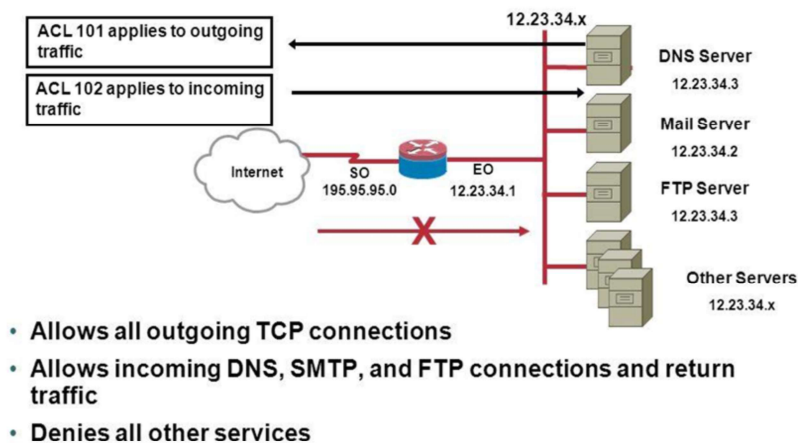 12.23.34.x
ACL 101 applies to outgoing
traffic
ACL 102 applies to incoming
traffic
DNS Server
12.23.34.3
Mail Server
12.23.34.2
Internet
SO
195.95.95.0
EO
12.23.34.1
FTP Server
12.23.34.3
X
Other Servers
12.23.34.x
• Allows all outgoing TCP connections
• Allows incoming DNS, SMTP, and FTP connections and return
traffic
• Denies all other services